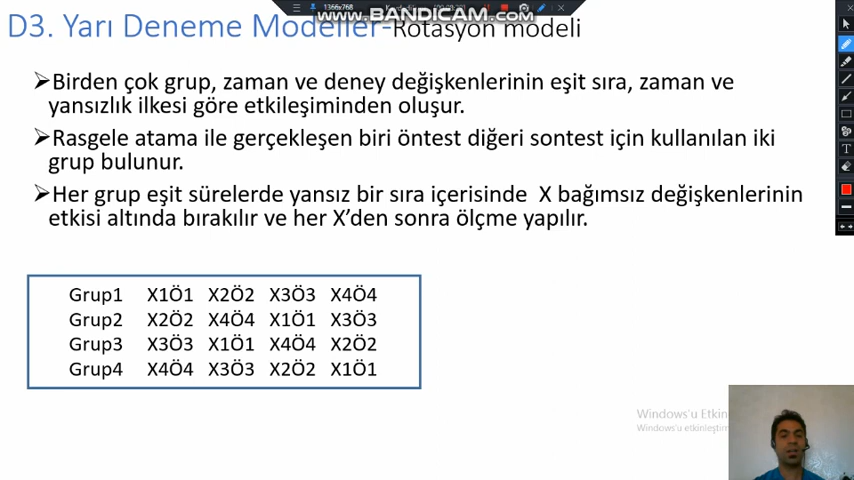 1366x768
www.BANDICAM.com
D3. Yarı Deneme Modeller-Rotasyon modeli
➢Birden çok grup, zaman ve deney değişkenlerinin eşit sıra, zaman ve
yansızlık ilkesi göre etkileşiminden oluşur.
➢Rasgele atama ile gerçekleşen biri öntest diğeri sontest için kullanılan iki
grup bulunur.
➢Her grup eşit sürelerde yansız bir sıra içerisinde X bağımsız değişkenlerinin
etkisi altında bırakılır ve her X’den sonra ölçme yapılır.
Grup1 X1Ö1 X2Ö2 X3Ö3 X4Ö4
Grup2 X2Ö2 X4Ö4 X1Ö1 X3Ö3
Grup3 X3Ö3 X1Ö1 X4Ö4 X2Ö2
Grup4 X4Ö4 X3Ö3 X2Ö2 X1Ö1
Windows'u Etkin
Windows'u etkinleştirm